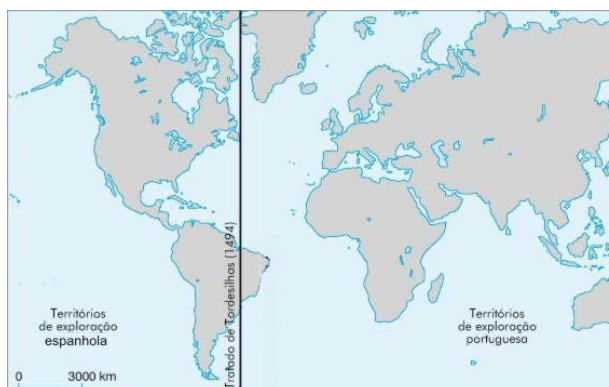 Tratado de Tordesilhas (1494)
Territórios
de exploração
espanhola
Territórios
de exploração
portuguesa
0 3000 km